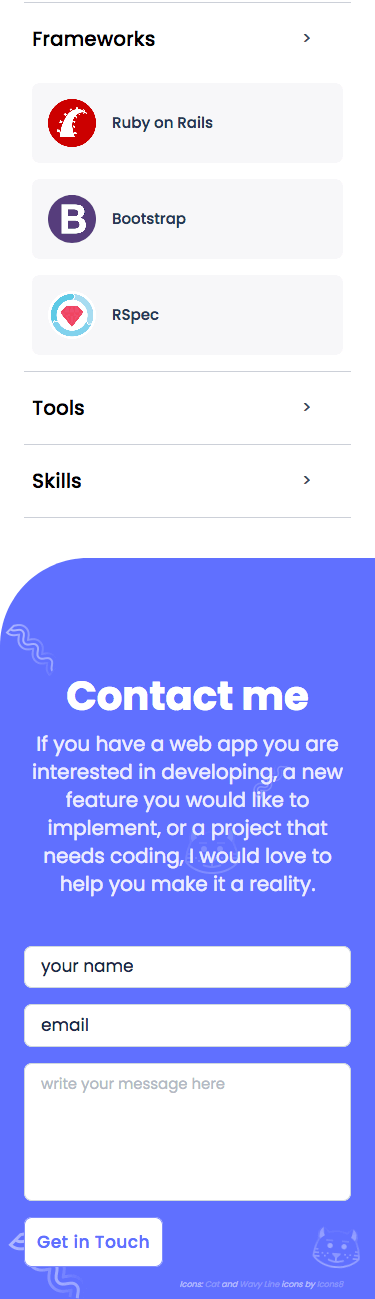 Frameworks >
Ruby on Rails
B Bootstrap
RSpec
Tools >
Skills >
Contact me
If you have a web app you are
interested in developing, a new
feature you would like to
implement, or a project that
needs coding, I would love to
help you make it a reality.
your name
email
write your message here
Get in Touch
Icons: Cat and Wavy Line icons by Icons8